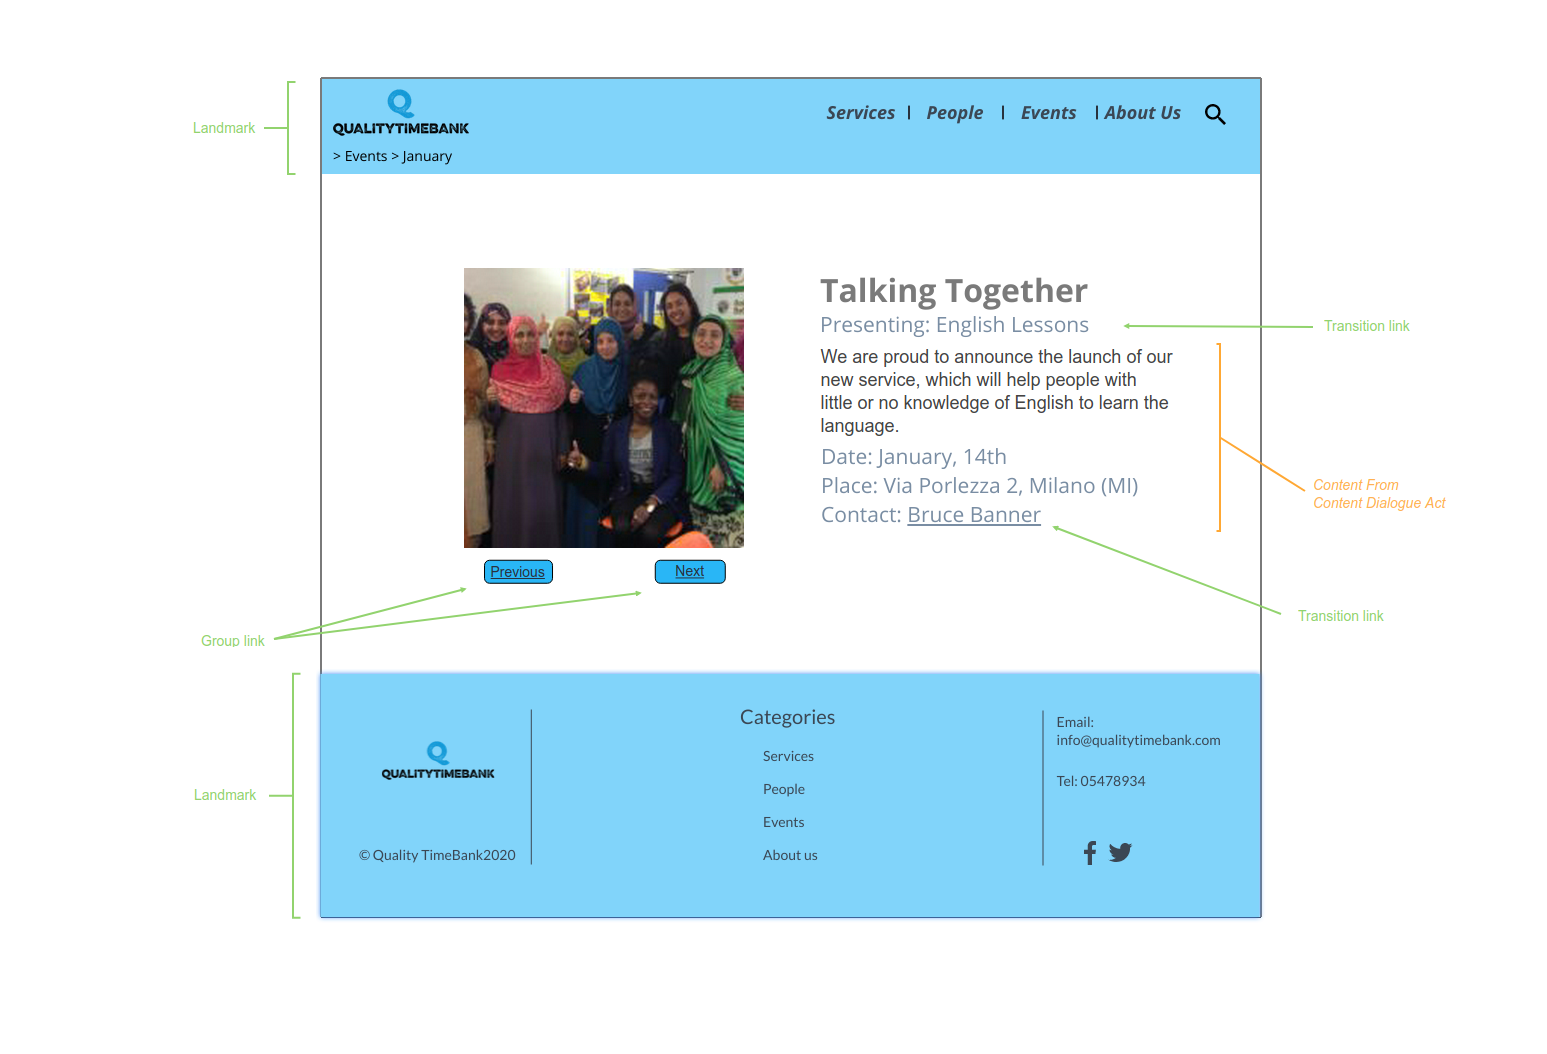 Landmark
QUALITYTIMEBANK
Services | People | Events | About Us
> Events > January
Talking Together
Presenting: English Lessons
Transition link
We are proud to announce the launch of our
new service, which will help people with
little or no knowledge of English to learn the
language.
Date: January, 14th
Place: Via Porlezza 2, Milano (MI)
Contact: Bruce Banner
Content From
Content Dialogue Act
Previous
Next
Transition link
Group link
Landmark
QUALITYTIMEBANK
© Quality TimeBank2020
Categories
Services
People
Events
About us
Email:
info@qualitytimebank.com
Tel: 05478934